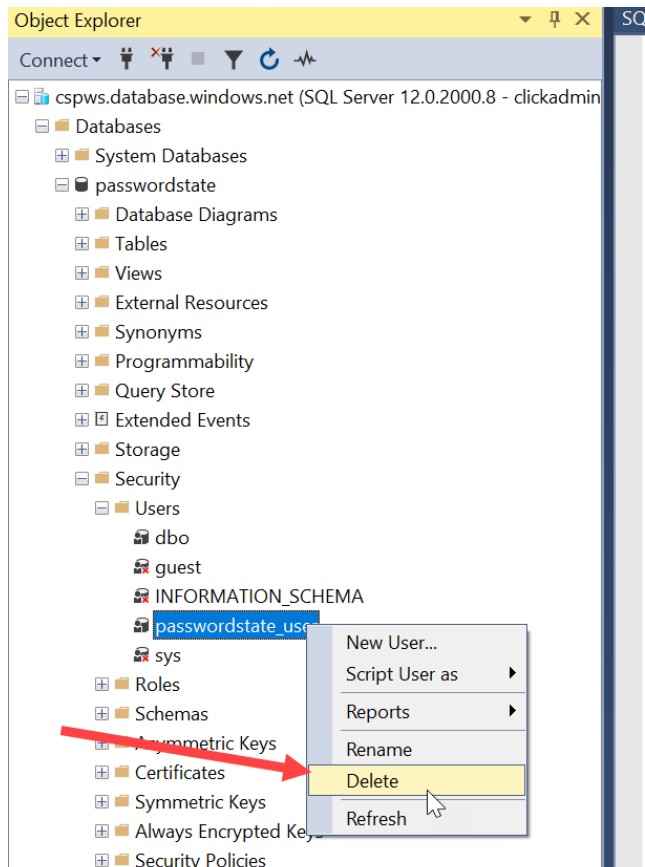 Object Explorer
SQ
Connect
cspws.database.windows.net (SQL Server 12.0.2000.8 - clickadmin
Databases
System Databases
passwordstate
Database Diagrams
Tables
Views
External Resources
Synonyms
Programmability
Query Store
Extended Events
Storage
Security
Users
dbo
guest
INFORMATION_SCHEMA
passwordstate_user
New User...
sys
Script User as
Roles
Schemas
Reports
Asymmetric Keys
Rename
Certificates
Delete
Symmetric Keys
Refresh
Always Encrypted Keys
Security Policies